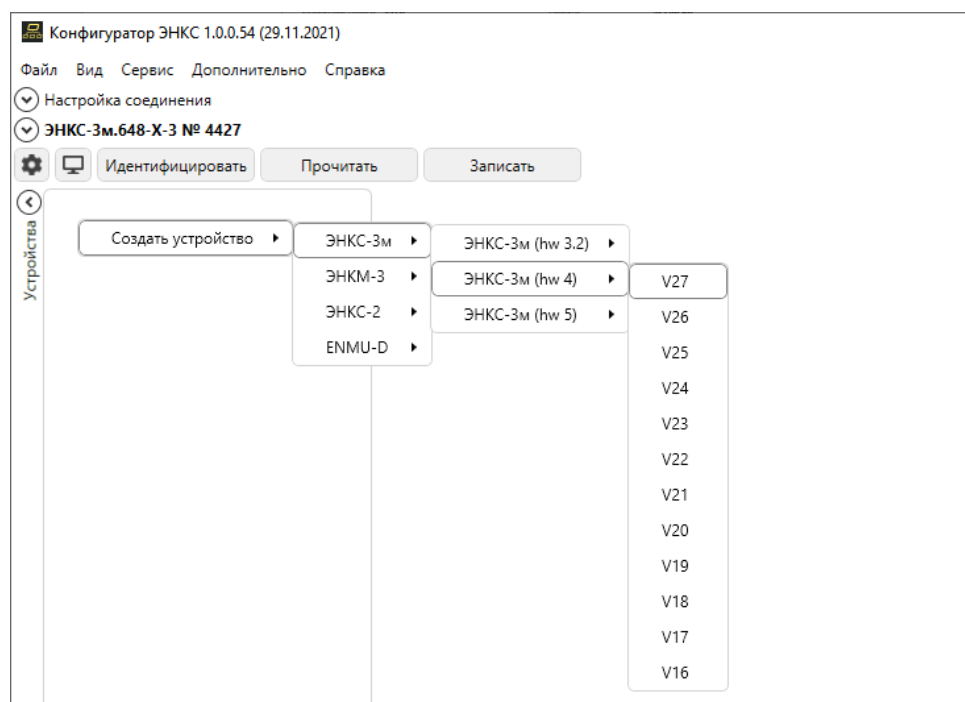 Конфигуратор ЭНКС 1.0.0.54 (29.11.2021)
Файл Вид Сервис Дополнительно Справка
Настройка соединения
ЭНКС-3м.648-X-3 № 4427
Идентифицировать Прочитать Записать
Устройства
Создать устройство
ЭНКС-3м
ЭНКМ-3
ЭНКС-2
ENMU-D
ЭНКС-3м (hw 3.2)
ЭНКС-3м (hw 4)
ЭНКС-3м (hw 5)
V27
V26
V25
V24
V23
V22
V21
V20
V19
V18
V17
V16